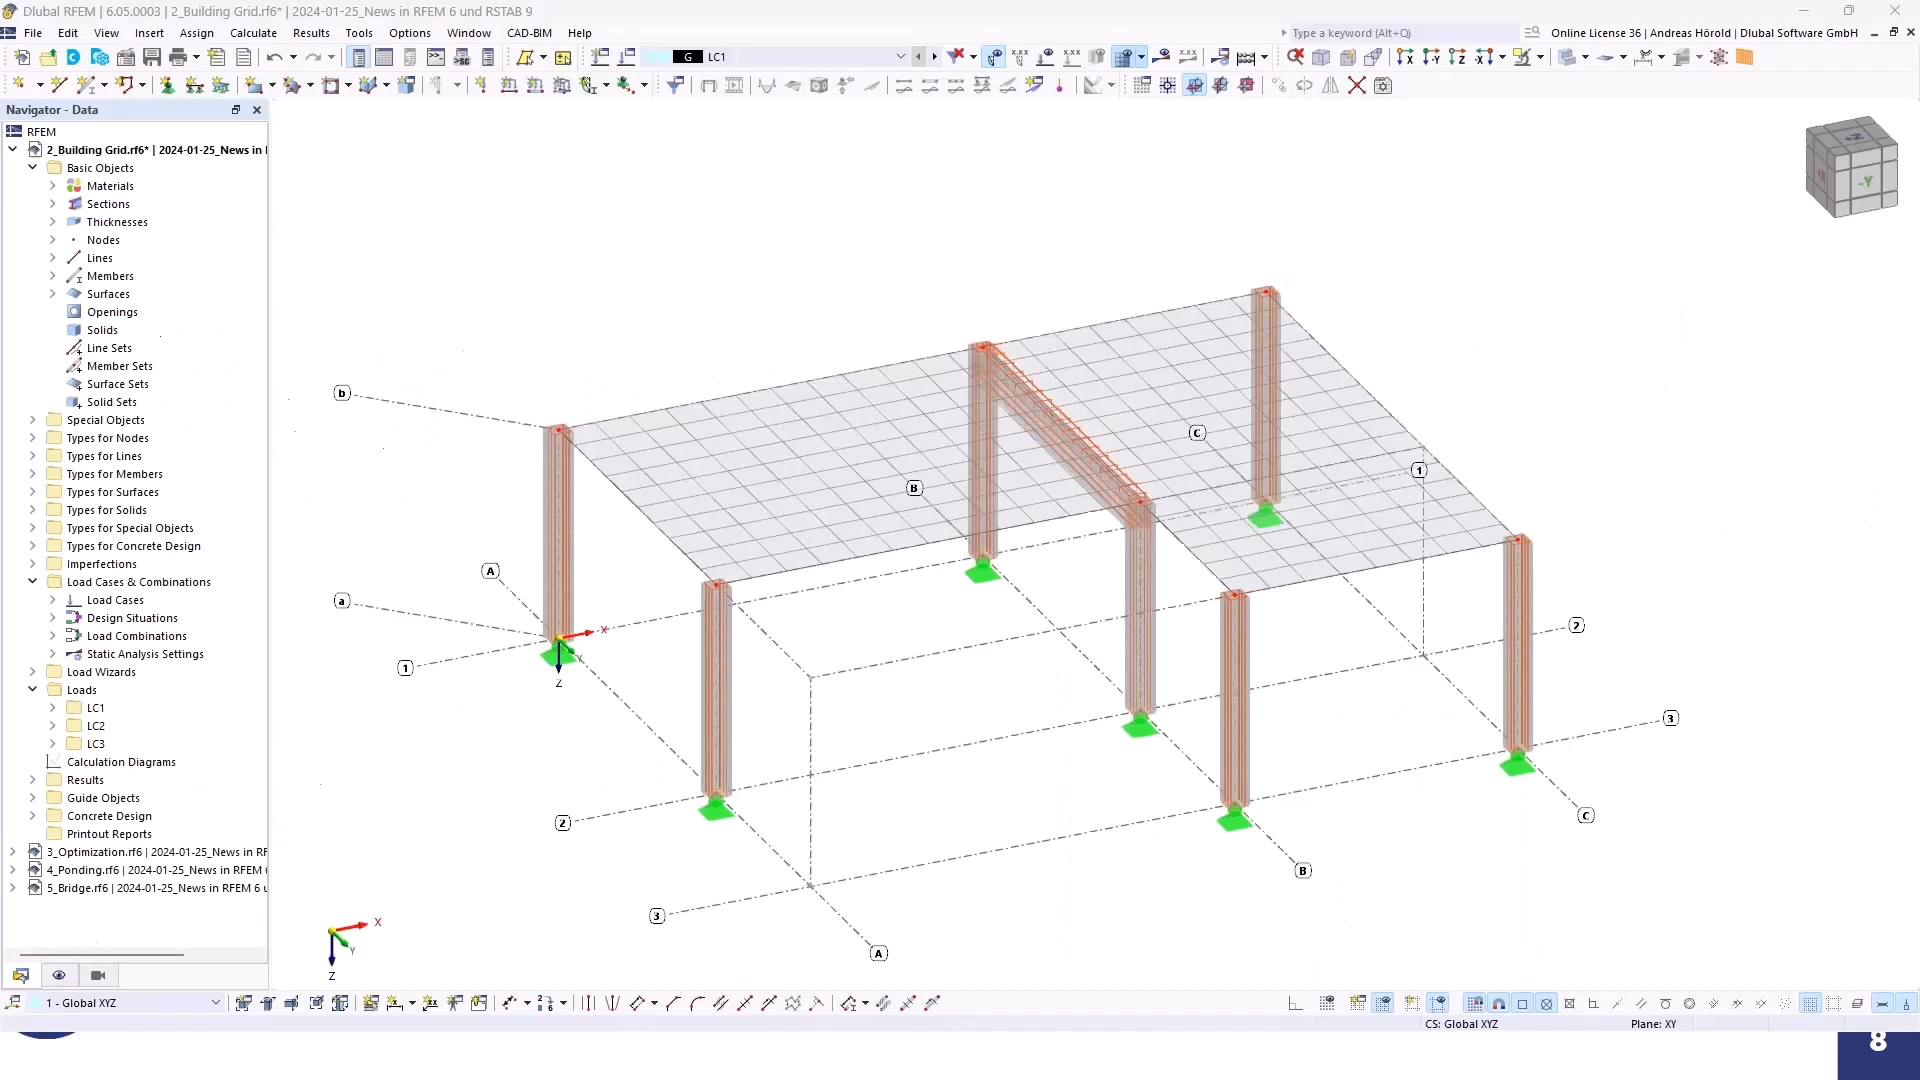 Dlubal RFEM | 6.05.0003 | 2_Building Grid.rf6* | 2024-01-25_News in RFEM 6 und RSTAB 9
File Edit View Insert Assign Calculate Results Tools Options Window CAD-BIM Help
Type a keyword (Alt+Q)
Online License 36 | Andreas Hörold | Dlubal Software GmbH
G LC1
Navigator - Data
RFEM
2_Building Grid.rf6* | 2024-01-25_News in
Basic Objects
Materials
Sections
Thicknesses
Nodes
Lines
Members
Surfaces
Openings
Solids
Line Sets
Member Sets
Surface Sets
Solid Sets
Special Objects
Types for Nodes
Types for Lines
Types for Members
Types for Surfaces
Types for Solids
Types for Special Objects
Types for Concrete Design
Imperfections
Load Cases & Combinations
Load Cases
Design Situations
Load Combinations
Static Analysis Settings
Load Wizards
Loads
LC1
LC2
LC3
Calculation Diagrams
Results
Guide Objects
Concrete Design
Printout Reports
3_Optimization.rf6 | 2024-01-25_News in RF
4_Ponding.rf6 | 2024-01-25_News in RFEM
5_Bridge.rf6 | 2024-01-25_News in RFEM 6 u
-Y
b
C
1
B
A
a
X
Y
Z
1
2
3
2
C
B
3
A
X
Y
Z
1 - Global XYZ
CS: Global XYZ
Plane: XY
8